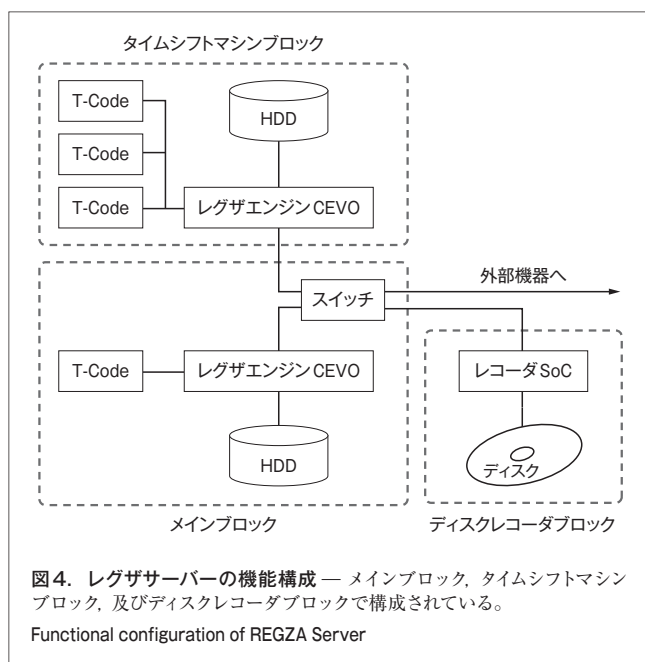 タイムシフトマシンブロック
T-Code
T-Code
T-Code
HDD
レグザエンジンCEVO
スイッチ
外部機器へ
T-Code
レグザエンジンCEVO
HDD
メインブロック
レコーダSoC
ディスク
ディスクレコーダブロック
図4. レグザサーバーの機能構成 — メインブロック, タイムシフトマシン
ブロック, 及びディスクレコーダブロックで構成されている。
Functional configuration of REGZA Server